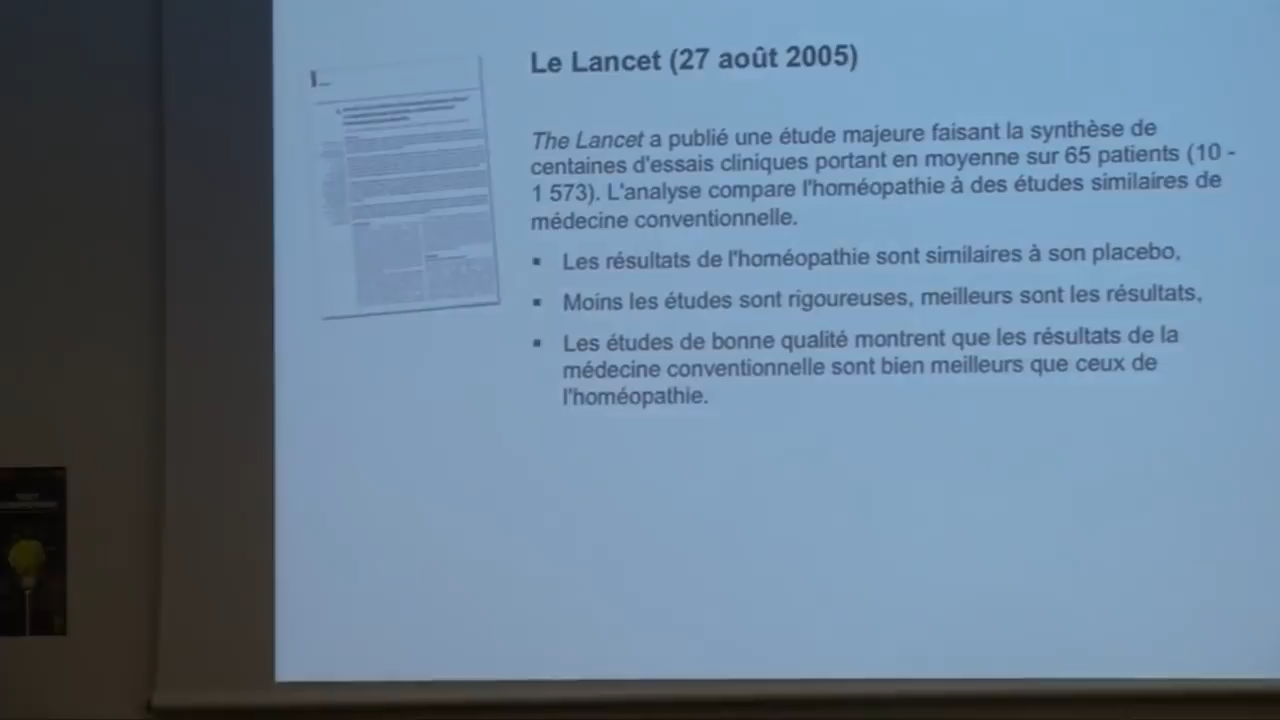 Le Lancet (27 août 2005)
The Lancet a publié une étude majeure faisant la synthèse de
centaines d'essais cliniques portant en moyenne sur 65 patients (10 -
1 573). L'analyse compare l'homéopathie à des études similaires de
médecine conventionnelle.
▪ Les résultats de l'homéopathie sont similaires à son placebo,
▪ Moins les études sont rigoureuses, meilleurs sont les résultats,
▪ Les études de bonne qualité montrent que les résultats de la
médecine conventionnelle sont bien meilleurs que ceux de
l'homéopathie.